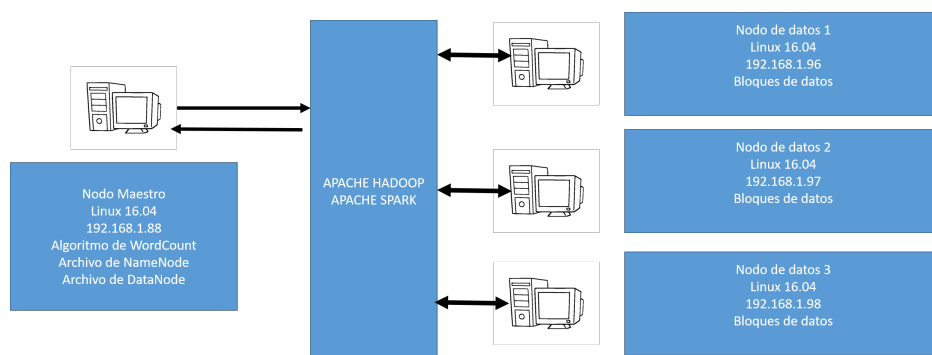 Nodo Maestro
Linux 16.04
192.168.1.88
Algoritmo de WordCount
Archivo de NameNode
Archivo de DataNode
APACHE HADOOP
APACHE SPARK
Nodo de datos 1
Linux 16.04
192.168.1.96
Bloques de datos
Nodo de datos 2
Linux 16.04
192.168.1.97
Bloques de datos
Nodo de datos 3
Linux 16.04
192.168.1.98
Bloques de datos